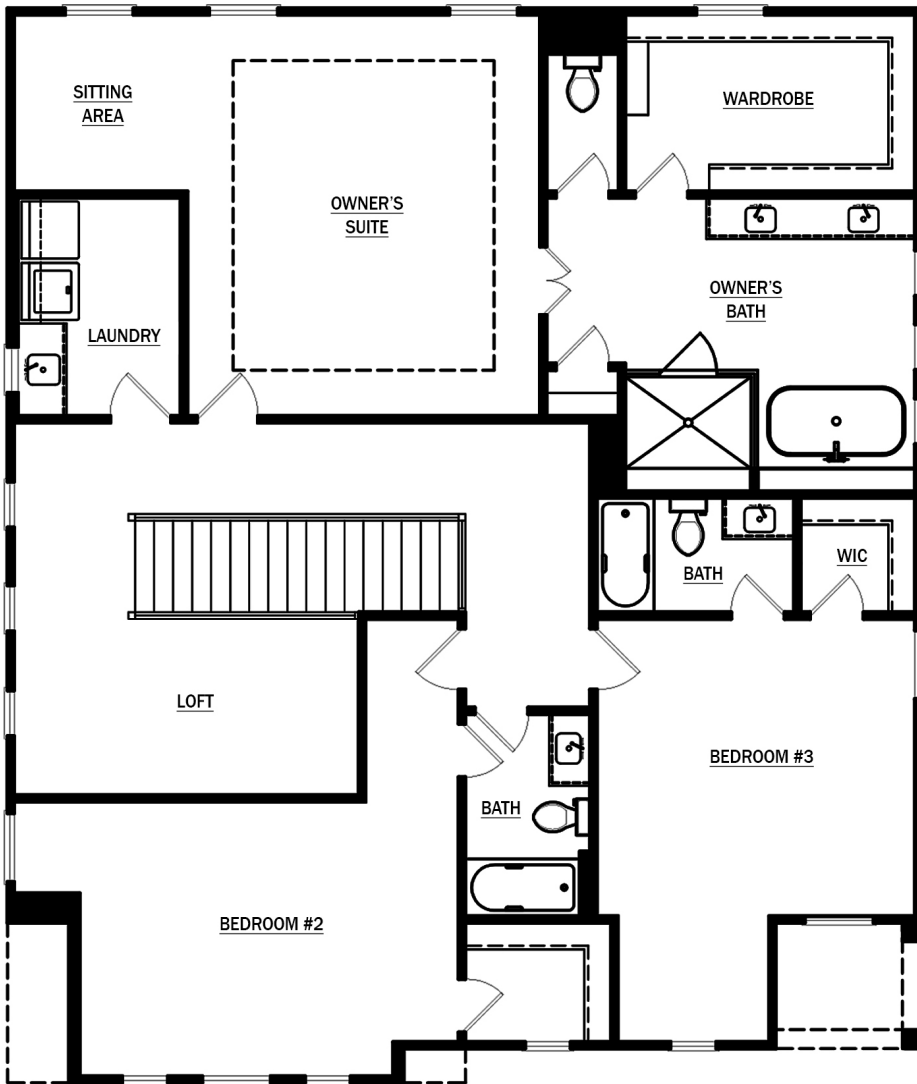 SITTING
AREA
WARDROBE
OWNER'S
SUITE
OWNER'S
BATH
LAUNDRY
BATH
WIC
LOFT
BEDROOM #3
BATH
BEDROOM #2